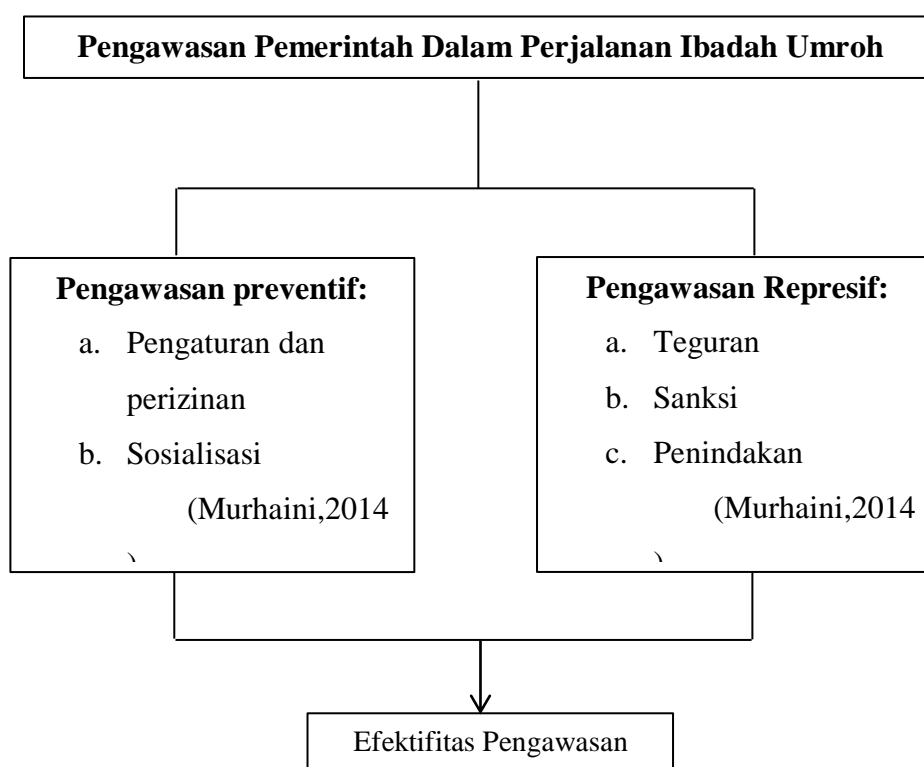 Pengawasan Pemerintah Dalam Perjalanan Ibadah Umroh
Pengawasan preventif:
a. Pengaturan dan
perizinan
b. Sosialisasi
(Murhaini,2014
)
Pengawasan Represif:
a. Teguran
b. Sanksi
c. Penindakan
(Murhaini,2014
)
Efektifitas Pengawasan